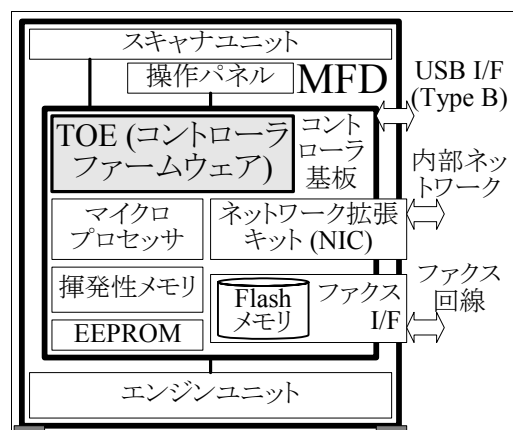 スキャナユニット
操作パネル
MFD
USB I/F
(Type B)
TOE (コントローラ
ファームウェア)
コント
ローラ
基板
内部ネッ
トワーク
マイクロ
プロセッサ
ネットワーク拡張
キット (NIC)
揮発性メモリ
Flash
メモリ
ファクス
I/F
ファクス
回線
EEPROM
エンジンユニット